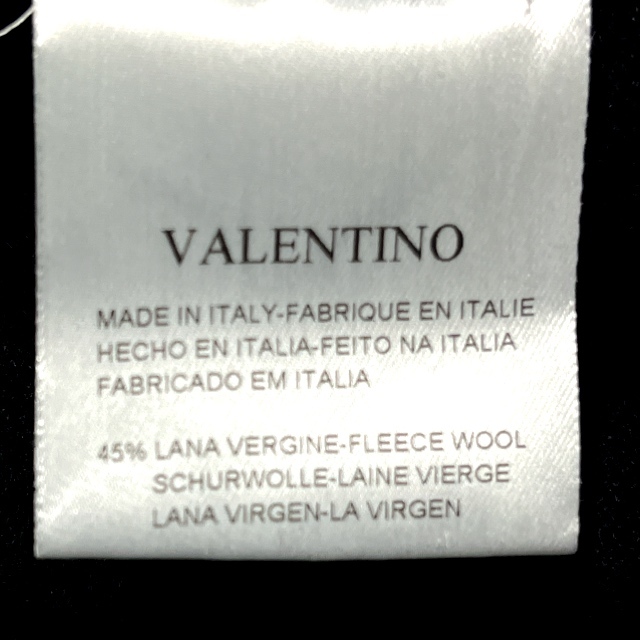 VALENTINO
MADE IN ITALY-FABRIQUE EN ITALIE
HECHO EN ITALIA-FEITO NA ITALIA
FABRICADO EM ITALIA
45% LANA VERGINE-FLEECE WOOL
SCHURWOLLE-LAINE VIERGE
LANA VIRGEN-LA VIRGEN